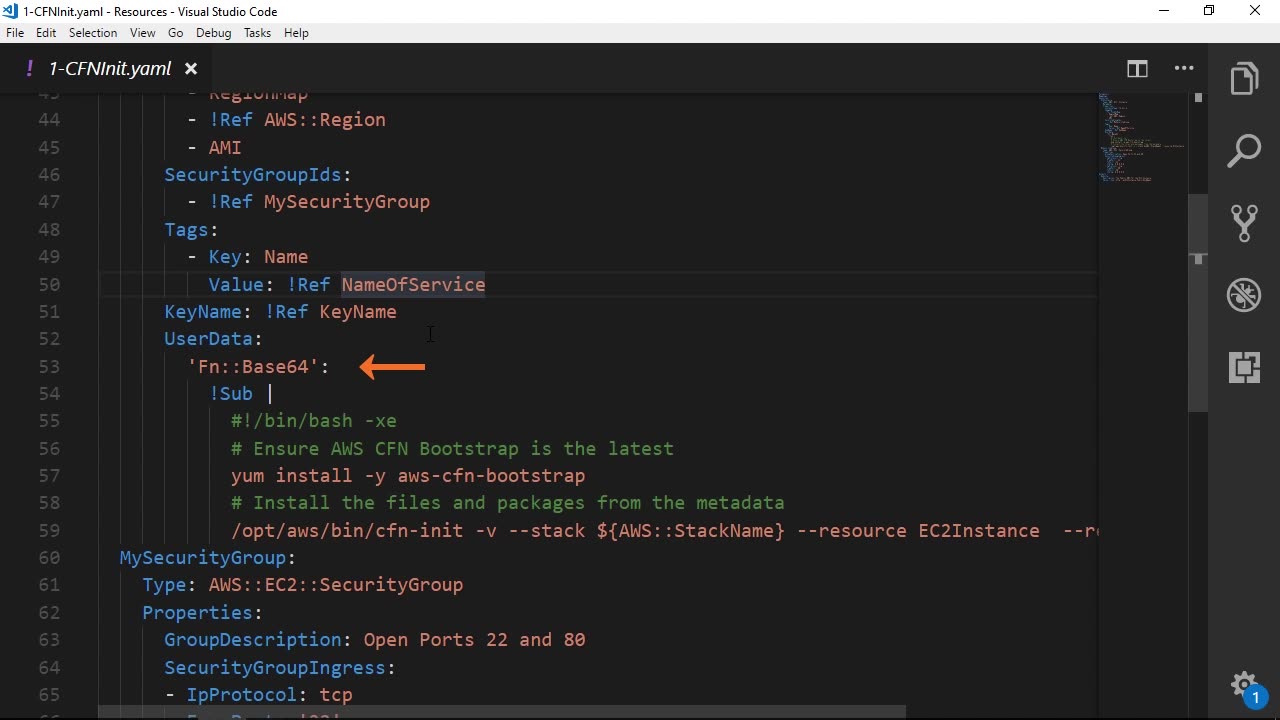 1-CFNInit.yaml - Resources - Visual Studio Code
File Edit Selection View Go Debug Tasks Help
! 1-CFNInit.yaml
43 - RegionMap
44 - !Ref AWS::Region
45 - AMI
46 SecurityGroupIds:
47 - !Ref MySecurityGroup
48 Tags:
49 - Key: Name
50 Value: !Ref NameOfService
51 KeyName: !Ref KeyName
52 UserData:
53 'Fn::Base64':
54 !Sub |
55 #!/bin/bash -xe
56 # Ensure AWS CFN Bootstrap is the latest
57 yum install -y aws-cfn-bootstrap
58 # Install the files and packages from the metadata
59 /opt/aws/bin/cfn-init -v --stack ${AWS::StackName} --resource EC2Instance --re
60 MySecurityGroup:
61 Type: AWS::EC2::SecurityGroup
62 Properties:
63 GroupDescription: Open Ports 22 and 80
64 SecurityGroupIngress:
65 - IpProtocol: tcp
1